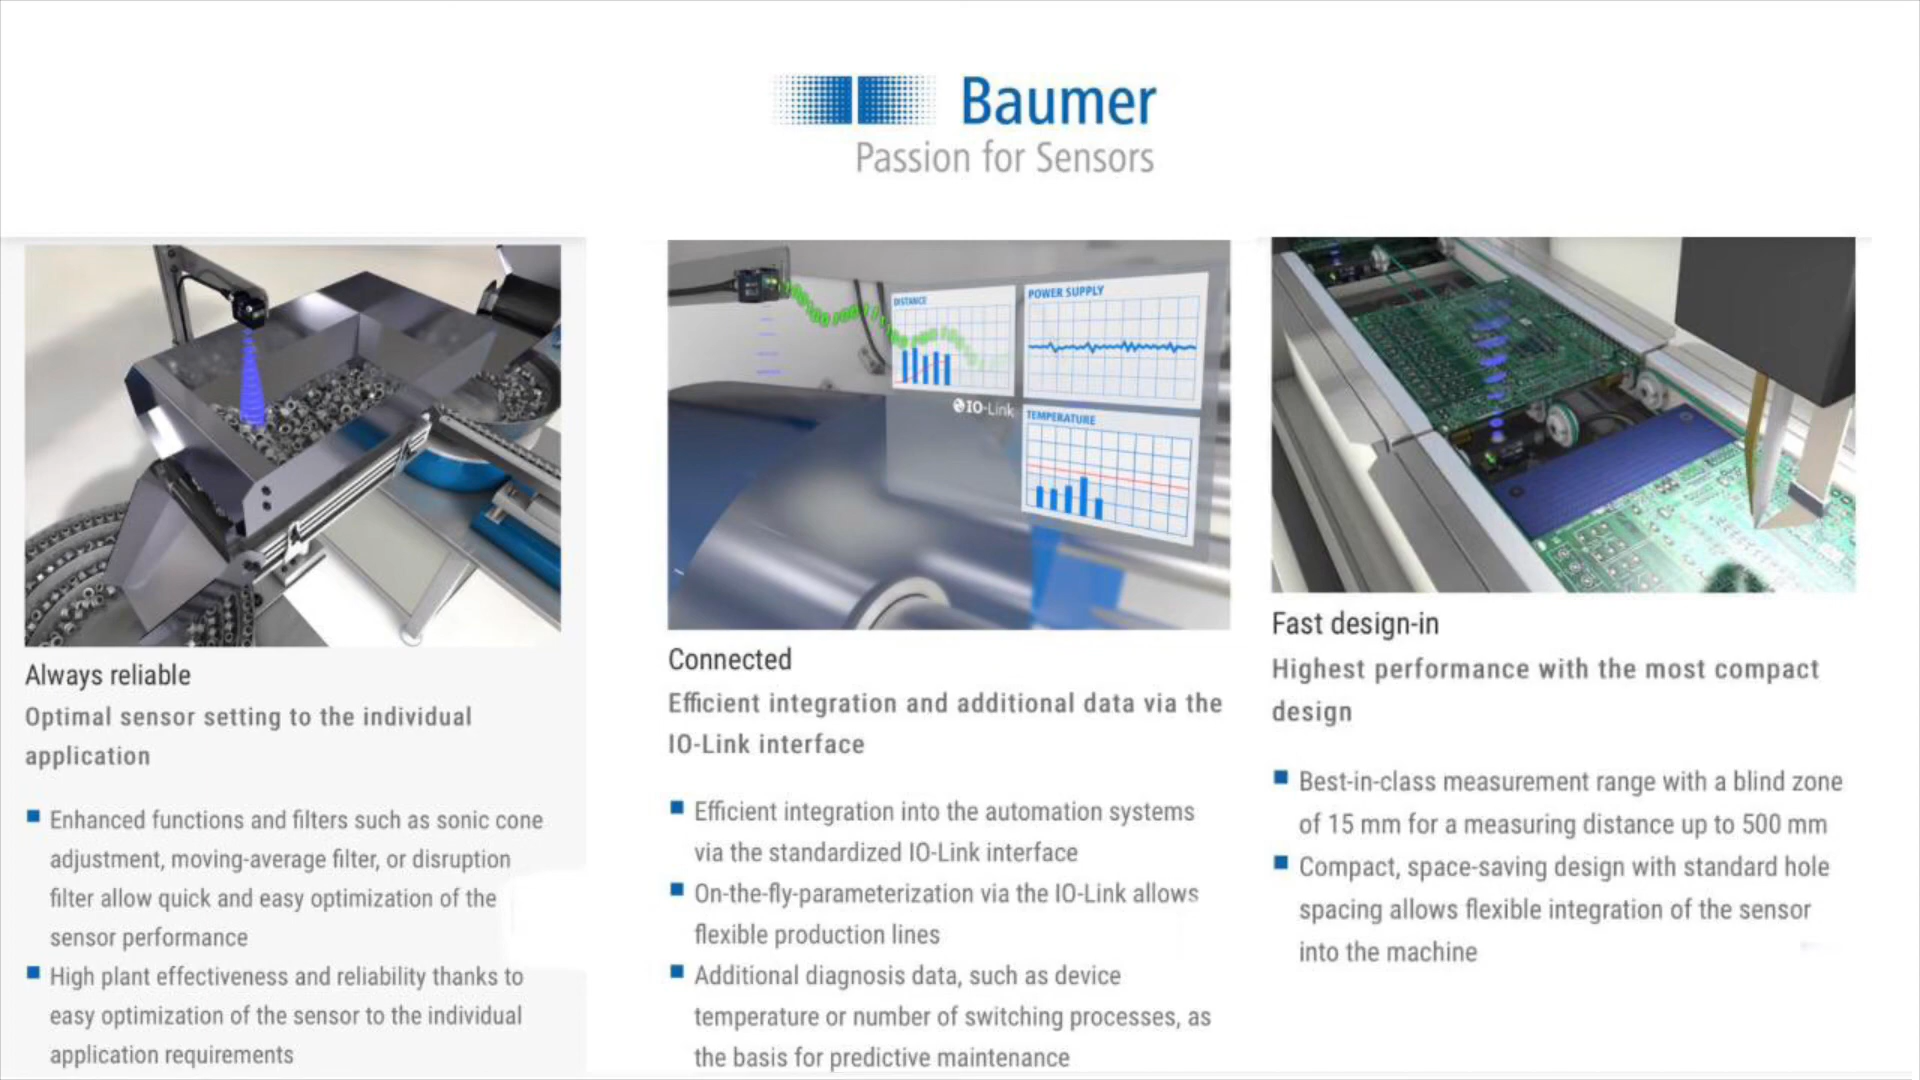 Baumer
Passion for Sensors
DISTANCE
POWER SUPPLY
IO-Link
TEMPERATURE
Always reliable
Optimal sensor setting to the individual
application
Enhanced functions and filters such as sonic cone
adjustment, moving-average filter, or disruption
filter allow quick and easy optimization of the
sensor performance
High plant effectiveness and reliability thanks to
easy optimization of the sensor to the individual
application requirements
Connected
Efficient integration and additional data via the
IO-Link interface
Efficient integration into the automation systems
via the standardized IO-Link interface
On-the-fly-parameterization via the IO-Link allows
flexible production lines
Additional diagnosis data, such as device
temperature or number of switching processes, as
the basis for predictive maintenance
Fast design-in
Highest performance with the most compact
design
Best-in-class measurement range with a blind zone
of 15 mm for a measuring distance up to 500 mm
Compact, space-saving design with standard hole
spacing allows flexible integration of the sensor
into the machine